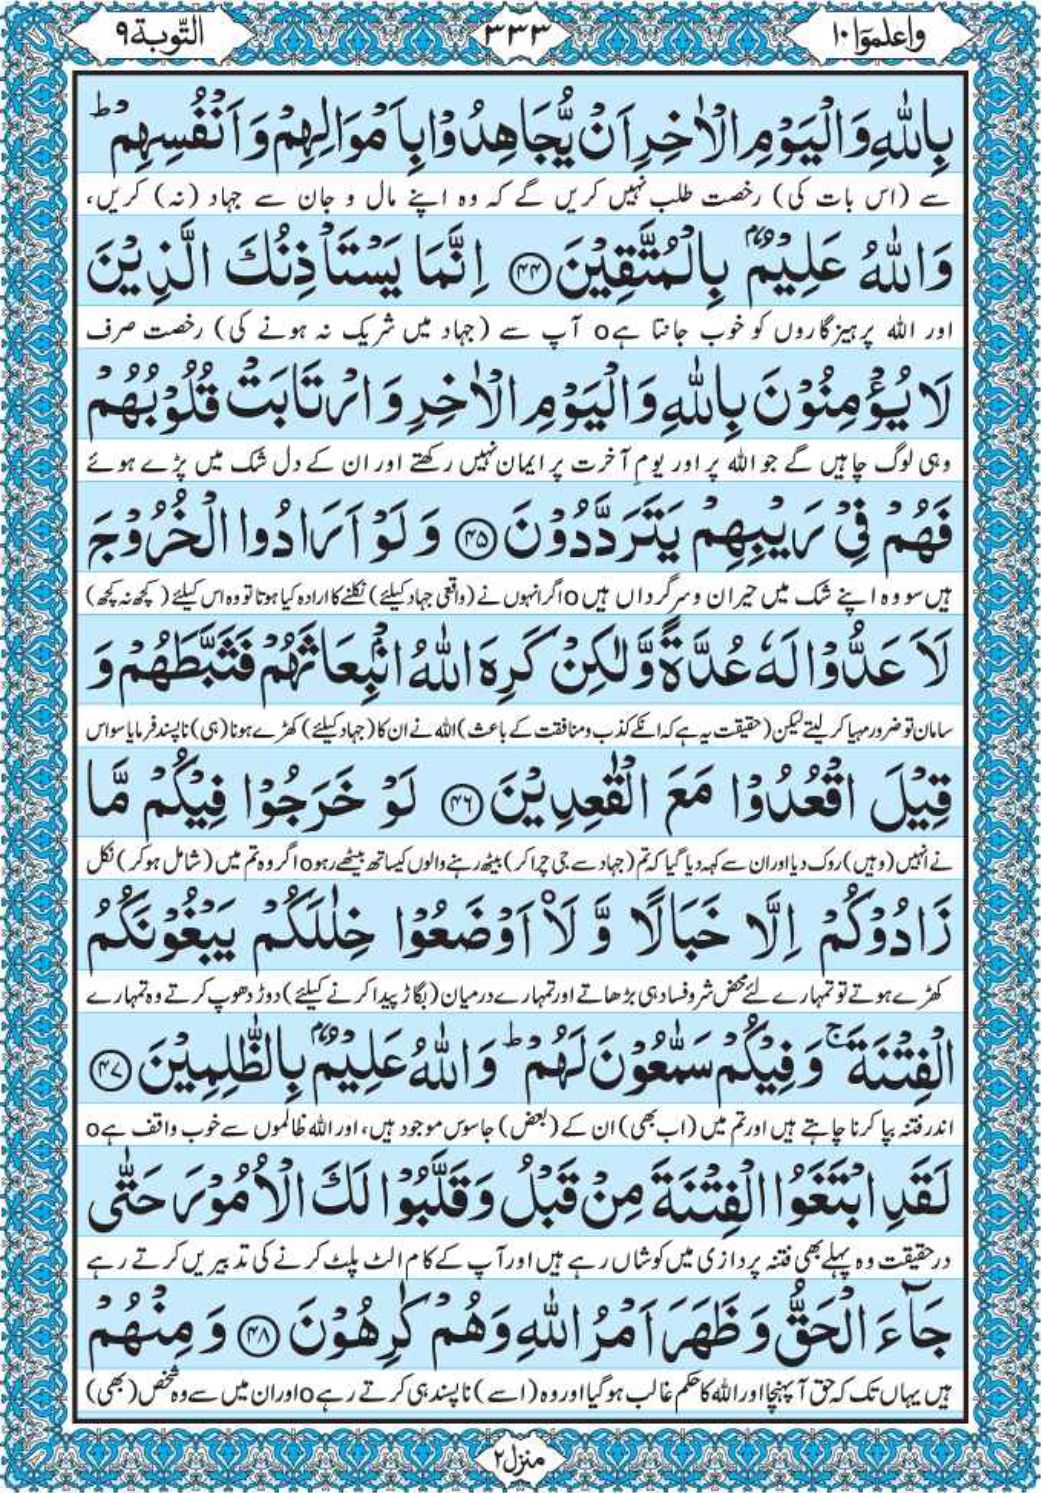 واعلموا ۱۰
۳۳۳
التّوبة ۹
بِاللّٰهِ وَالْيَوْمِ الْاٰخِرِ اَنْ يُّجَاهِدُوْا بِاَمْوَالِهِمْ وَاَنْفُسِهِمْ ؕ
سے (اس بات کی) رخصت طلب نہیں کریں گے کہ وہ اپنے مال و جان سے جہاد (نہ) کریں،
وَاللّٰهُ عَلِيْمٌۢ بِالْمُتَّقِيْنَ ﴿۴۴﴾ اِنَّمَا يَسْتَاْذِنُكَ الَّذِيْنَ
اور اللہ پرہیزگاروں کو خوب جانتا ہے o آپ سے (جہاد میں شریک نہ ہونے کی) رخصت صرف
لَا يُؤْمِنُوْنَ بِاللّٰهِ وَالْيَوْمِ الْاٰخِرِ وَارْتَابَتْ قُلُوْبُهُمْ
وہی لوگ چاہیں گے جو اللہ پر اور یومِ آخرت پر ایمان نہیں رکھتے اور ان کے دل شک میں پڑے ہوئے
فَهُمْ فِيْ رَيْبِهِمْ يَتَرَدَّدُوْنَ ﴿۴۵﴾ وَلَوْ اَرَادُوا الْخُرُوْجَ
ہیں سو وہ اپنے شک میں حیران و سرگرداں ہیں o اگر انہوں نے (واقعی جہاد کیلئے) نکلنے کا ارادہ کیا ہوتا تو وہ اس کیلئے (کچھ نہ کچھ)
لَاَعَدُّوْا لَهٗ عُدَّةً وَّلٰكِنْ كَرِهَ اللّٰهُ انْۢبِعَاثَهُمْ فَثَبَّطَهُمْ وَ
سامان تو ضرور مہیا کر لیتے لیکن (حقیقت یہ ہے کہ انکے کذب و منافقت کے باعث) اللہ نے ان کا (جہاد کیلئے) کھڑے ہونا (ہی) ناپسند فرمایا سو اس
قِيْلَ اقْعُدُوْا مَعَ الْقٰعِدِيْنَ ﴿۴۶﴾ لَوْ خَرَجُوْا فِيْكُمْ مَّا
نے انہیں (وہیں) روک دیا اور ان سے کہہ دیا گیا کہ تم (جہاد سے جی چرا کر) بیٹھ رہنے والوں کیساتھ بیٹھے رہو o اگر وہ تم میں (شامل ہو کر) نکل
زَادُوْكُمْ اِلَّا خَبَالًا وَّ لَاۡاَوْضَعُوْا خِلٰلَكُمْ يَبْغُوْنَكُمُ
کھڑے ہوتے تو تمہارے لئے محض شر و فساد ہی بڑھاتے اور تمہارے درمیان (بگاڑ پیدا کرنے کیلئے) دوڑ دھوپ کرتے وہ تمہارے
الْفِتْنَةَ ۚ وَفِيْكُمْ سَمّٰعُوْنَ لَهُمْ ؕ وَاللّٰهُ عَلِيْمٌۢ بِالظّٰلِمِيْنَ ﴿۴۷﴾
اندر فتنہ بپا کرنا چاہتے ہیں اور تم میں (اب بھی) ان کے (بعض) جاسوس موجود ہیں، اور اللہ ظالموں سے خوب واقف ہے o
لَقَدِ ابْتَغَوُا الْفِتْنَةَ مِنْ قَبْلُ وَقَلَّبُوْا لَكَ الْاُمُوْرَ حَتّٰى
درحقیقت وہ پہلے بھی فتنہ پردازی میں کوشاں رہے ہیں اور آپ کے کام الٹ پلٹ کرنے کی تدبیریں کرتے رہے
جَآءَ الْحَقُّ وَظَهَرَ اَمْرُ اللّٰهِ وَهُمْ كٰرِهُوْنَ ﴿۴۸﴾ وَ مِنْهُمْ
ہیں یہاں تک کہ حق آ پہنچا اور اللہ کا حکم غالب ہو گیا اور وہ (اسے) ناپسند ہی کرتے رہے o اور ان میں سے وہ شخص (بھی)
منزل ۲